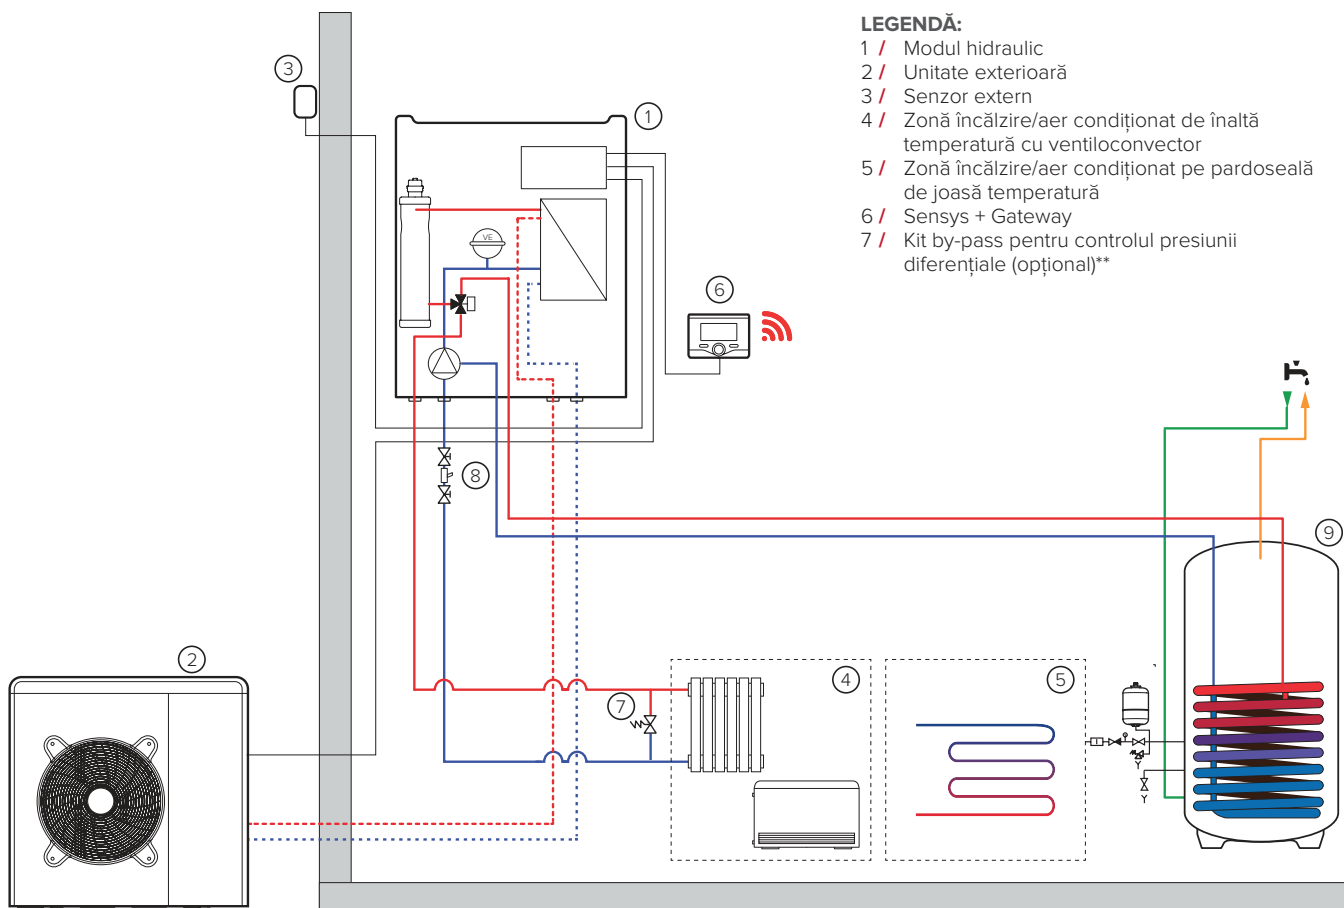 LEGENDĂ:
1 / Modul hidraulic
2 / Unitate exterioară
3 / Senzor extern
4 / Zonă încălzire/aer condiționat de înaltă
temperatură cu ventiloconvector
5 / Zonă încălzire/aer condiționat pe pardoseală
de joasă temperatură
6 / Sensys + Gateway
7 / Kit by-pass pentru controlul presiunii
diferențiale (opțional)**
3
1
VE
6
8
9
2
7
4
5